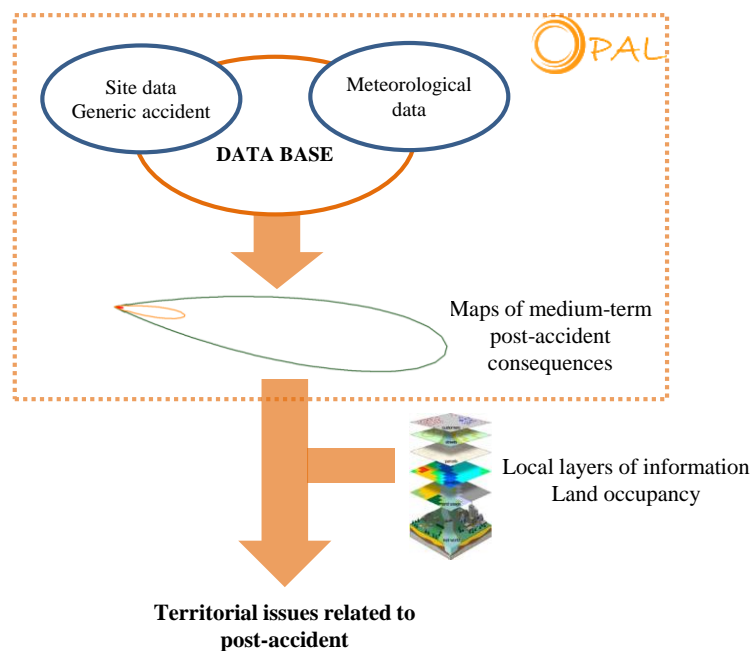 OPAL
Site data
Generic accident
Meteorological
data
DATA BASE
Maps of medium-term
post-accident
consequences
Local layers of information
Land occupancy
Territorial issues related to
post-accident